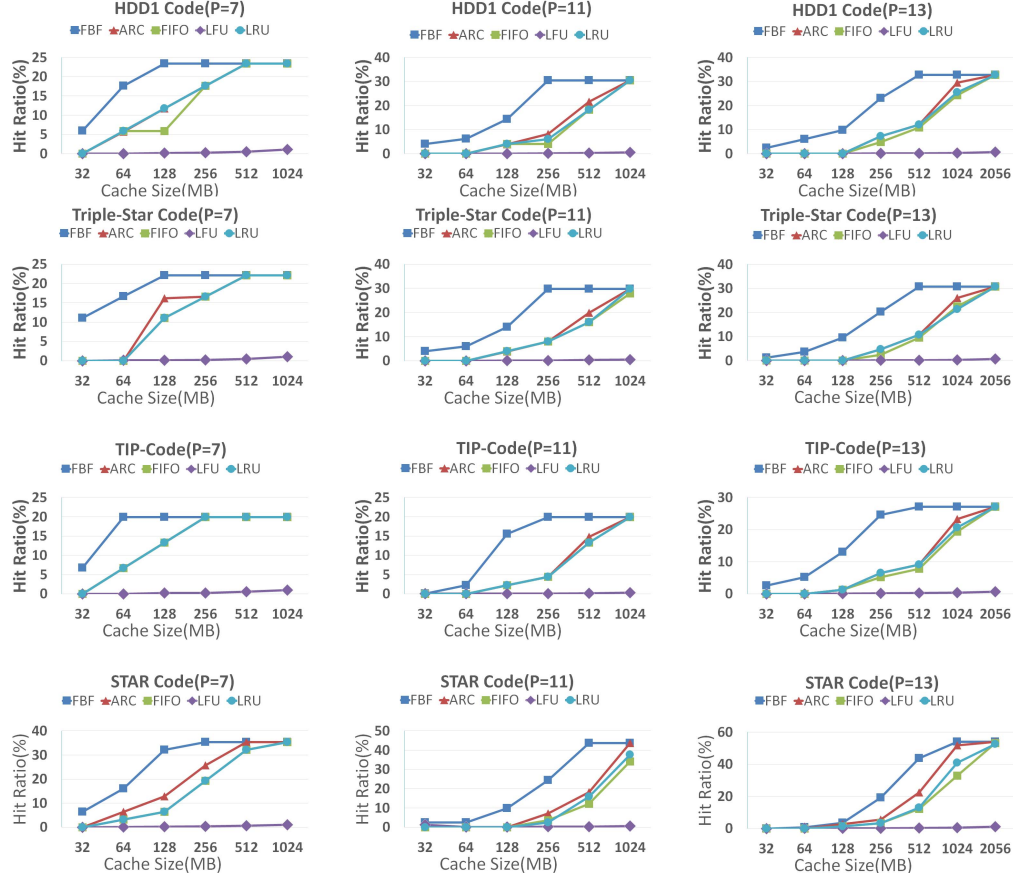 HDD1 Code(P=7)
FBF ARC FIFO LFU LRU
Hit Ratio(%)
25
20
15
10
5
0
32 64 128 256 512 1024
Cache Size(MB)
HDD1 Code(P=11)
FBF ARC FIFO LFU LRU
Hit Ratio(%)
40
30
20
10
0
32 64 128 256 512 1024
Cache Size(MB)
HDD1 Code(P=13)
FBF ARC FIFO LFU LRU
Hit Ratio(%)
40
30
20
10
0
32 64 128 256 512 1024 2056
Cache Size(MB)
Triple-Star Code(P=7)
FBF ARC FIFO LFU LRU
Hit Ratio(%)
25
20
15
10
5
0
32 64 128 256 512 1024
Cache Size(MB)
Triple-Star Code(P=11)
FBF ARC FIFO LFU LRU
Hit Ratio(%)
40
30
20
10
0
32 64 128 256 512 1024
Cache Size(MB)
Triple-Star Code(P=13)
FBF ARC FIFO LFU LRU
Hit Ratio(%)
40
30
20
10
0
32 64 128 256 512 1024 2056
Cache Size(MB)
TIP-Code(P=7)
FBF ARC FIFO LFU LRU
Hit Ratio(%)
25
20
15
10
5
0
32 64 128 256 512 1024
Cache Size(MB)
TIP-Code(P=11)
FBF ARC FIFO LFU LRU
Hit Ratio(%)
25
20
15
10
5
0
32 64 128 256 512 1024
Cache Size(MB)
TIP-Code(P=13)
FBF ARC FIFO LFU LRU
Hit Ratio(%)
30
20
10
0
32 64 128 256 512 1024 2056
Cache Size(MB)
STAR Code(P=7)
FBF ARC FIFO LFU LRU
Hit Ratio(%)
40
30
20
10
0
32 64 128 256 512 1024
Cache Size(MB)
STAR Code(P=11)
FBF ARC FIFO LFU LRU
Hit Ratio(%)
50
40
30
20
10
0
32 64 128 256 512 1024
Cache Size(MB)
STAR Code(P=13)
FBF ARC FIFO LFU LRU
Hit Ratio(%)
60
40
20
0
32 64 128 256 512 1024 2056
Cache Size(MB)